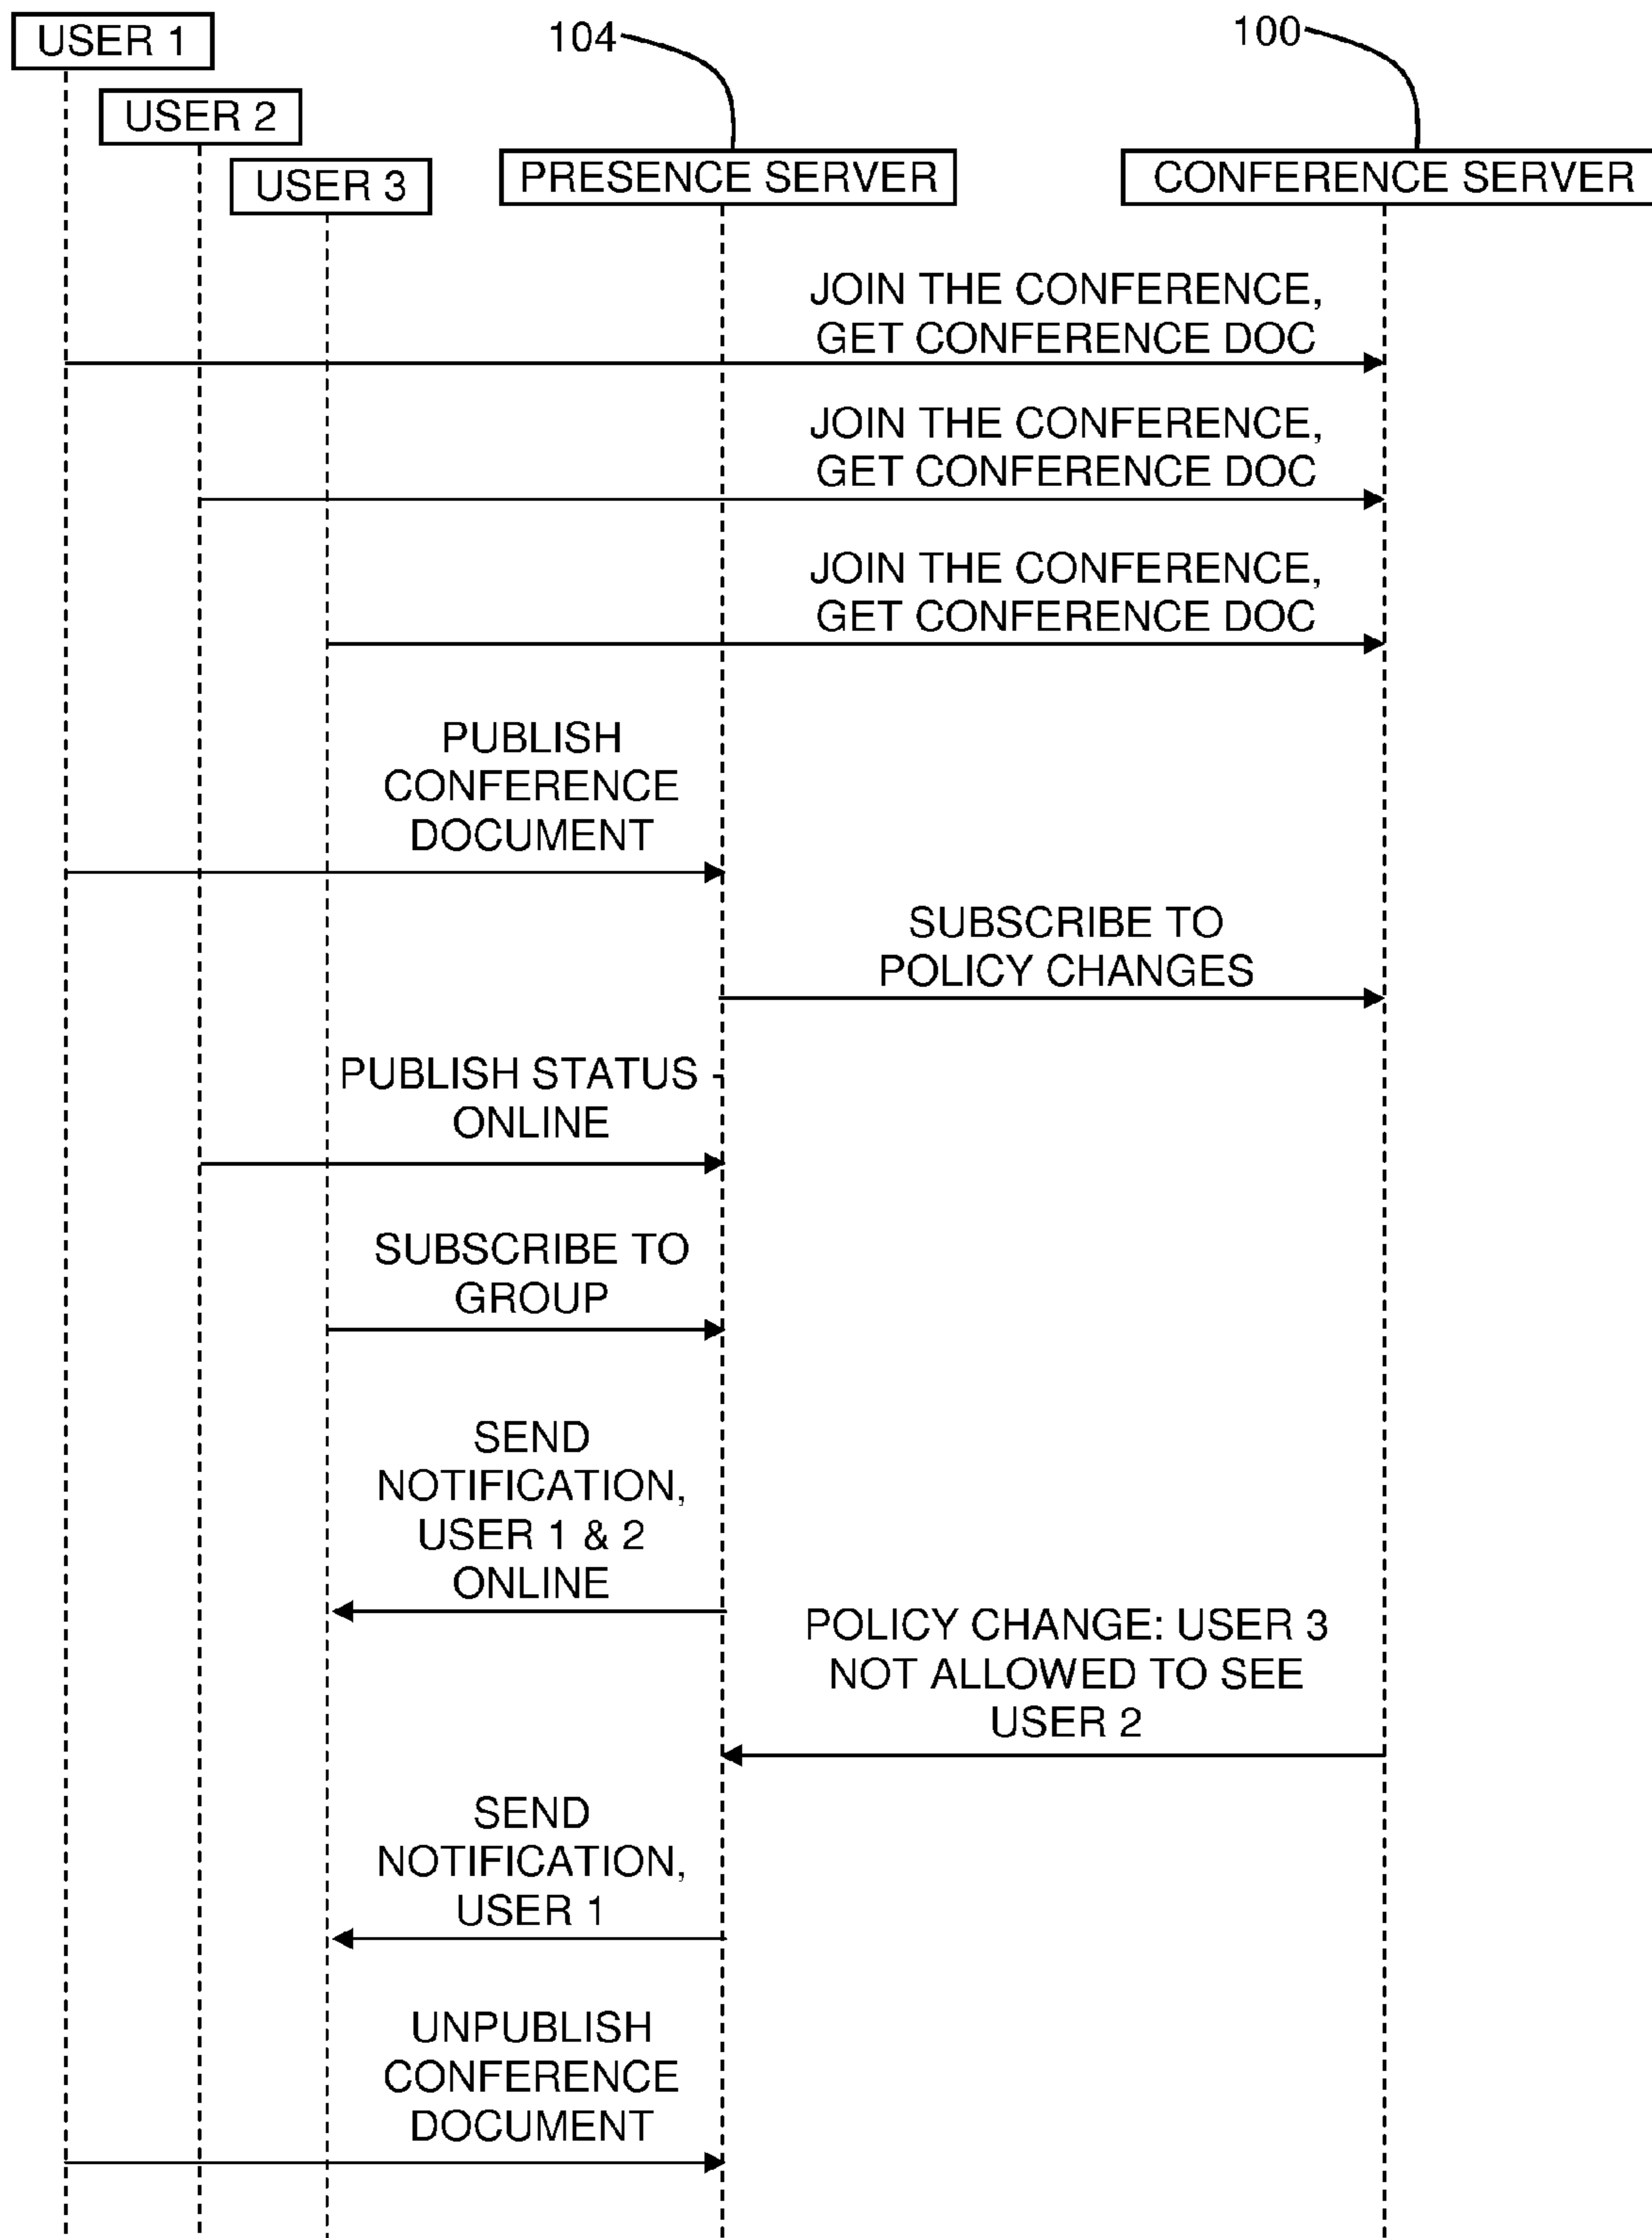 USER 1
104
100
USER 2
USER 3
PRESENCE SERVER
CONFERENCE SERVER
JOIN THE CONFERENCE,
GET CONFERENCE DOC
JOIN THE CONFERENCE,
GET CONFERENCE DOC
JOIN THE CONFERENCE,
GET CONFERENCE DOC
PUBLISH
CONFERENCE
DOCUMENT
SUBSCRIBE TO
POLICY CHANGES
PUBLISH STATUS -
ONLINE
SUBSCRIBE TO
GROUP
SEND
NOTIFICATION,
USER 1 & 2
ONLINE
POLICY CHANGE: USER 3
NOT ALLOWED TO SEE
USER 2
SEND
NOTIFICATION,
USER 1
UNPUBLISH
CONFERENCE
DOCUMENT